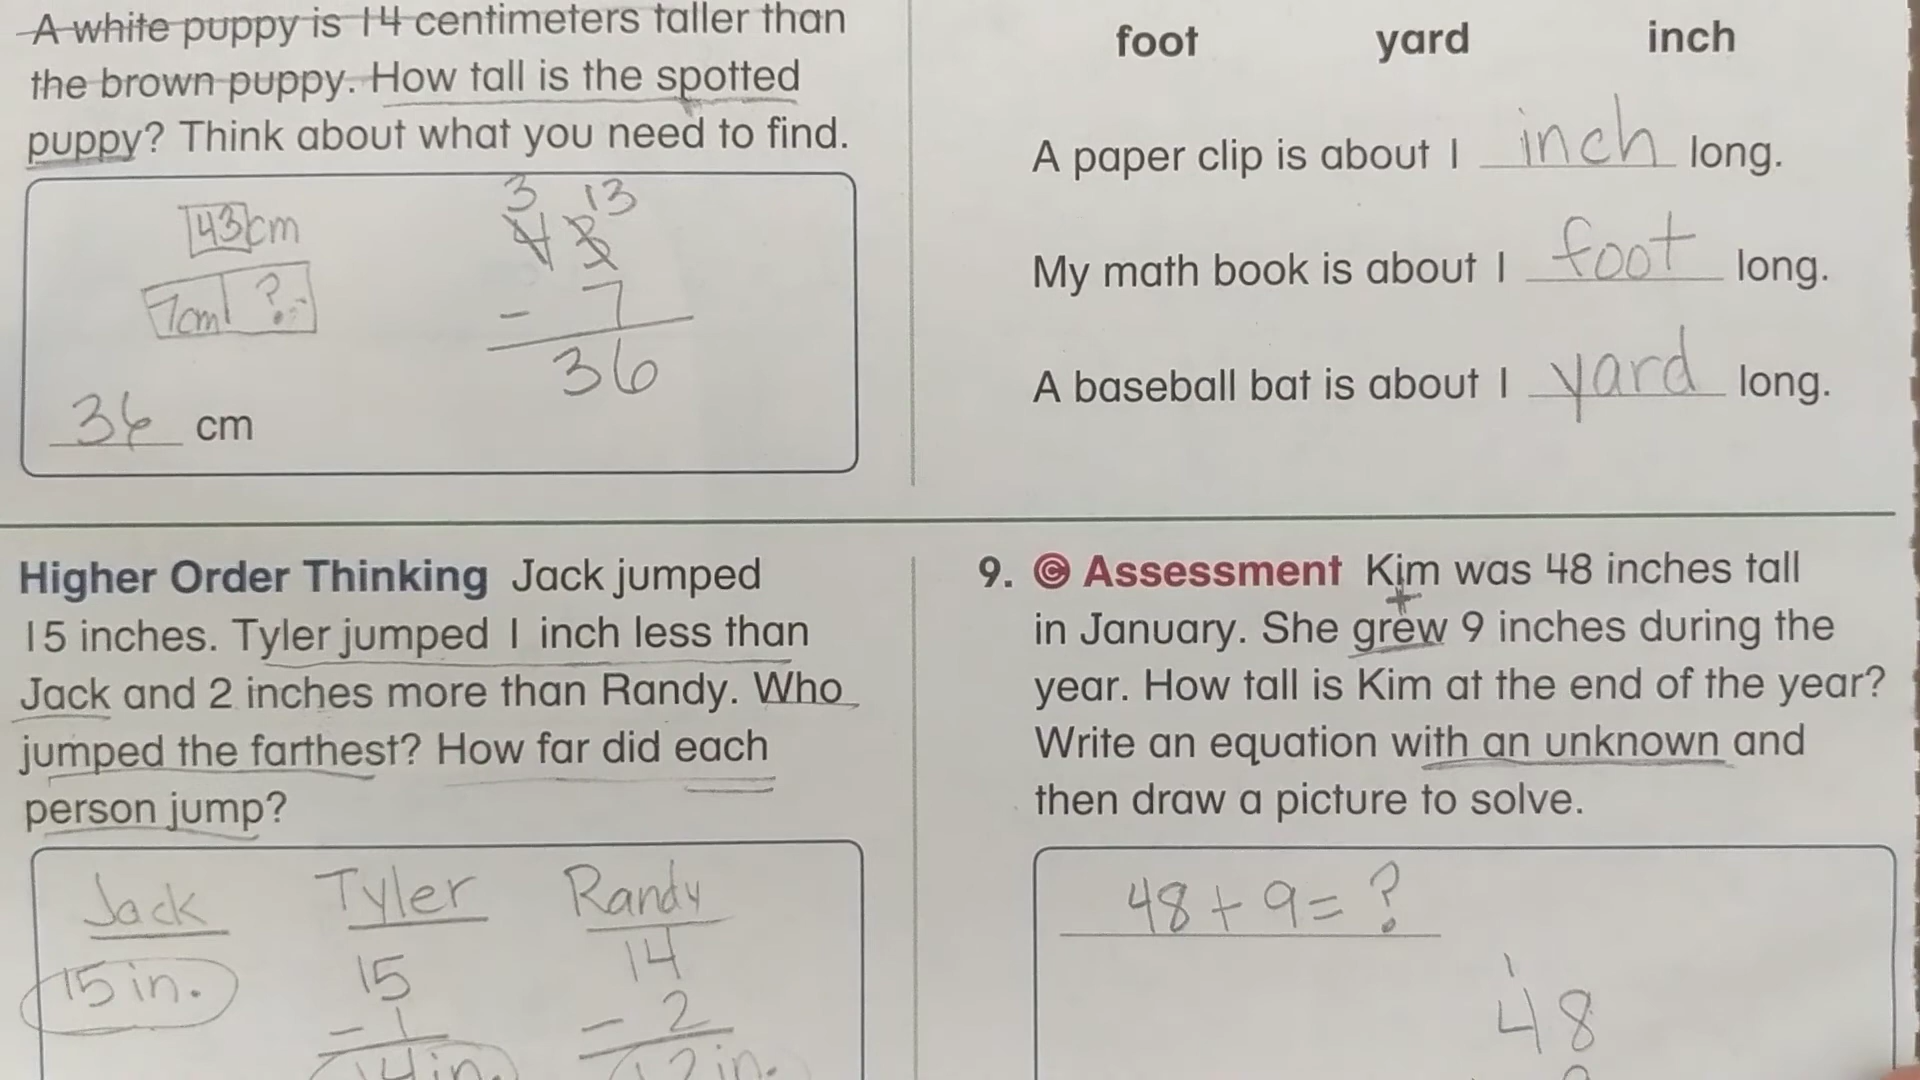 A white puppy is 14 centimeters taller than
the brown puppy. How tall is the spotted
puppy? Think about what you need to find.
43 cm
7cm ?
3 13
4 3
- 7
36
36 cm
foot yard inch
A paper clip is about 1 inch long.
My math book is about 1 foot long.
A baseball bat is about 1 yard long.
Higher Order Thinking Jack jumped
15 inches. Tyler jumped 1 inch less than
Jack and 2 inches more than Randy. Who
jumped the farthest? How far did each
person jump?
Jack Tyler Randy
15 in.
15
- 1
14 in.
14
- 2
12 in.
9. © Assessment Kim was 48 inches tall
+
in January. She grew 9 inches during the
year. How tall is Kim at the end of the year?
Write an equation with an unknown and
then draw a picture to solve.
48 + 9 = ?
1
48